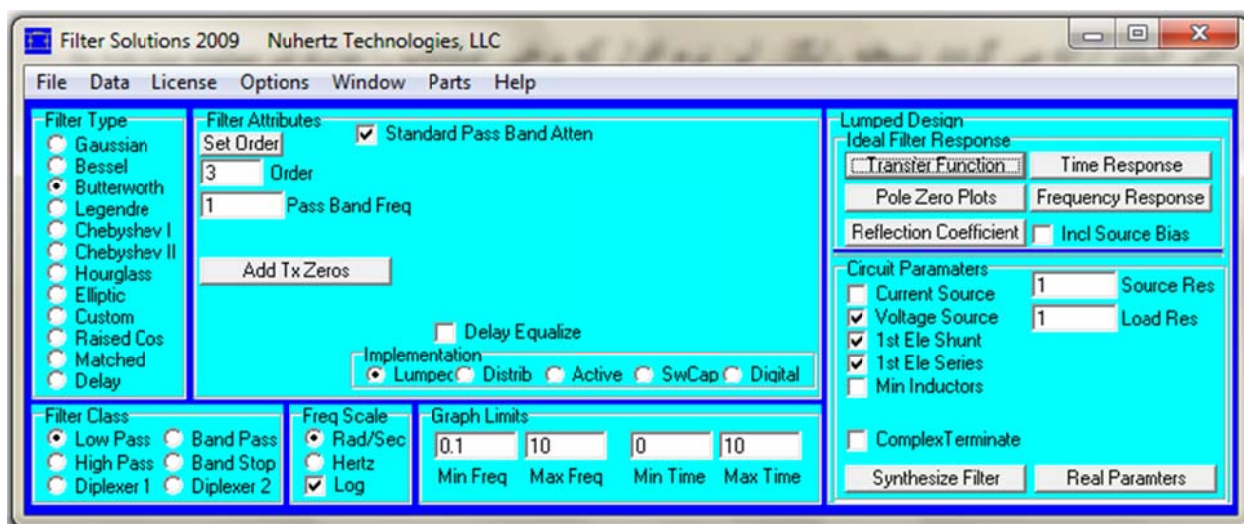 Filter Solutions 2009 Nuhertz Technologies, LLC
File Data License Options Window Parts Help
Filter Type
Gaussian
Bessel
Butterworth
Legendre
Chebyshev I
Chebyshev II
Hourglass
Elliptic
Custom
Raised Cos
Matched
Delay
Filter Attributes
Standard Pass Band Atten
Set Order
3 Order
1 Pass Band Freq
Add Tx Zeros
Delay Equalize
Implementation
Lumped Distrib Active SwCap Digital
Lumped Design
Ideal Filter Response
Transfer Function Time Response
Pole Zero Plots Frequency Response
Reflection Coefficient Incl Source Bias
Circuit Paramaters
Current Source
Voltage Source
1st Ele Shunt
1st Ele Series
Min Inductors
ComplexTerminate
1 Source Res
1 Load Res
Synthesize Filter Real Paramters
Filter Class
Low Pass Band Pass
High Pass Band Stop
Diplexer 1 Diplexer 2
Freq Scale
Rad/Sec
Hertz
Log
Graph Limits
0.1 10 0 10
Min Freq Max Freq Min Time Max Time